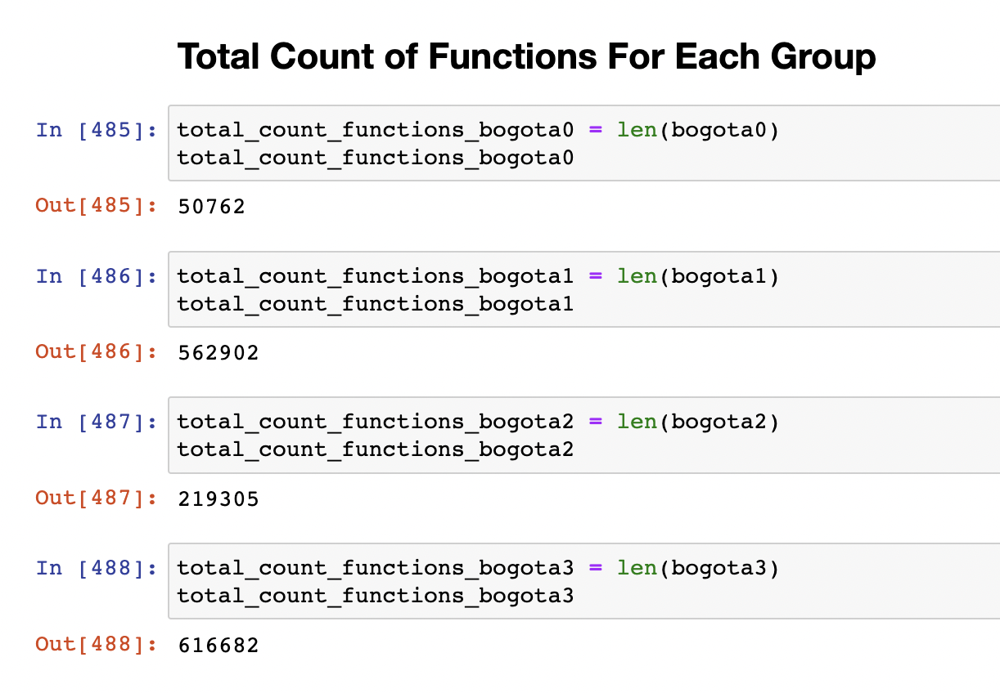 Total Count of Functions For Each Group
In [485]:
total_count_functions_bogota0 = len(bogota0)
total_count_functions_bogota0
Out[485]: 50762
In [486]:
total_count_functions_bogota1 = len(bogota1)
total_count_functions_bogota1
Out[486]: 562902
In [487]:
total_count_functions_bogota2 = len(bogota2)
total_count_functions_bogota2
Out[487]: 219305
In [488]:
total_count_functions_bogota3 = len(bogota3)
total_count_functions_bogota3
Out[488]: 616682